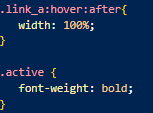 .link_a:hover:after{
    width: 100%;
}
.active {
    font-weight: bold;
}